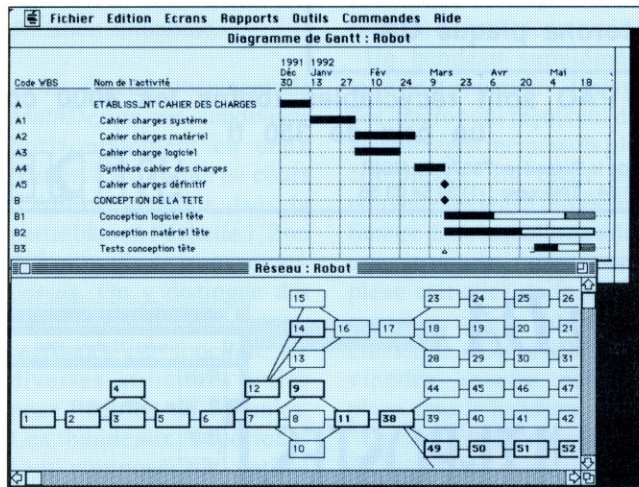 Fichier Edition Ecrans Rapports Outils Commandes Aide
Diagramme de Gantt : Robot
1991 1992
Déc Janv Fév Mars Avr Mai
Code WBS Nom de l'activité 30 13 27 10 24 9 23 6 20 4 18
A ETABLISS_NT CAHIER DES CHARGES
A1 Cahier charges système
A2 Cahier charges matériel
A3 Cahier charge logiciel
A4 Synthèse cahier des charges
A5 Cahier charges définitif
B CONCEPTION DE LA TETE
B1 Conception logiciel tête
B2 Conception matériel tête
B3 Tests conception tête
Réseau : Robot
15 23 24 25 26
14 16 17 18 19 20 21
13 28 29 30 31
4 12 9 44 45 46 47
1 2 3 5 6 7 8 11 38 39 40 41 42
10 49 50 51 52